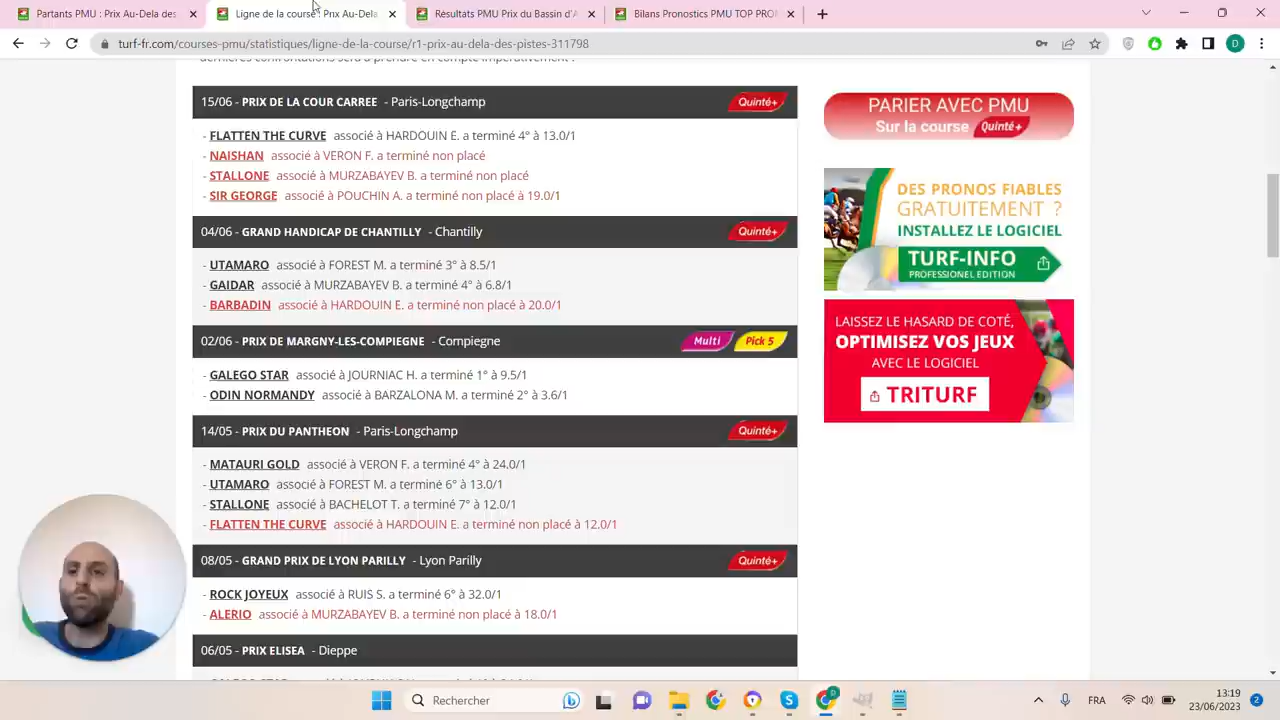 Ligne de la course : Prix Au-Dela
Résultats PMU Prix Au-Dela
Résultats PMU Prix du Bassin d'A
Bilans Pronostics PMU TOP PRO
turf-fr.com/courses-pmu/statistiques/courses/r1-prix-au-dela-des-pistes-311798
D
dernières confrontations sera à prendre en compte impérativement :
15/06 - PRIX DE LA COUR CARREE - Paris-Longchamp
Quinté+
- FLATTEN THE CURVE associé à HARDOUIN E. a terminé 4° à 13.0/1
- NAISHAN associé à VERON F. a terminé non placé
- STALLONE associé à MURZABAYEV B. a terminé non placé
- SIR GEORGE associé à POUCHIN A. a terminé non placé à 19.0/1
04/06 - GRAND HANDICAP DE CHANTILLY - Chantilly
Quinté+
- UTAMARO associé à FOREST M. a terminé 3° à 8.5/1
- GAIDAR associé à MURZABAYEV B. a terminé 4° à 6.8/1
- BARBADIN associé à HARDOUIN E. a terminé non placé à 20.0/1
02/06 - PRIX DE MARGNY-LES-COMPIEGNE - Compiegne
Multi
Pick 5
- GALEGO STAR associé à JOURNIAC H. a terminé 1° à 9.5/1
- ODIN NORMANDY associé à BARZALONA M. a terminé 2° à 3.6/1
14/05 - PRIX DU PANTHEON - Paris-Longchamp
Quinté+
- MATAURI GOLD associé à VERON F. a terminé 4° à 24.0/1
- UTAMARO associé à FOREST M. a terminé 6° à 13.0/1
- STALLONE associé à BACHELOT T. a terminé 7° à 12.0/1
- FLATTEN THE CURVE associé à HARDOUIN E. a terminé non placé à 12.0/1
08/05 - GRAND PRIX DE LYON PARILLY - Lyon Parilly
Quinté+
- ROCK JOYEUX associé à RUIS S. a terminé 6° à 32.0/1
- ALERIO associé à MURZABAYEV B. a terminé non placé à 18.0/1
06/05 - PRIX ELISEA - Dieppe
PARIER AVEC PMU
Sur la course Quinté+
DES PRONOS FIABLES
GRATUITEMENT ?
INSTALLEZ LE LOGICIEL
TURF-INFO
PROFESSIONEL EDITION
LAISSEZ LE HASARD DE COTÉ,
OPTIMISEZ VOS JEUX
AVEC LE LOGICIEL
TRITURF
Rechercher
D
FRA
13:19
23/06/2023
2